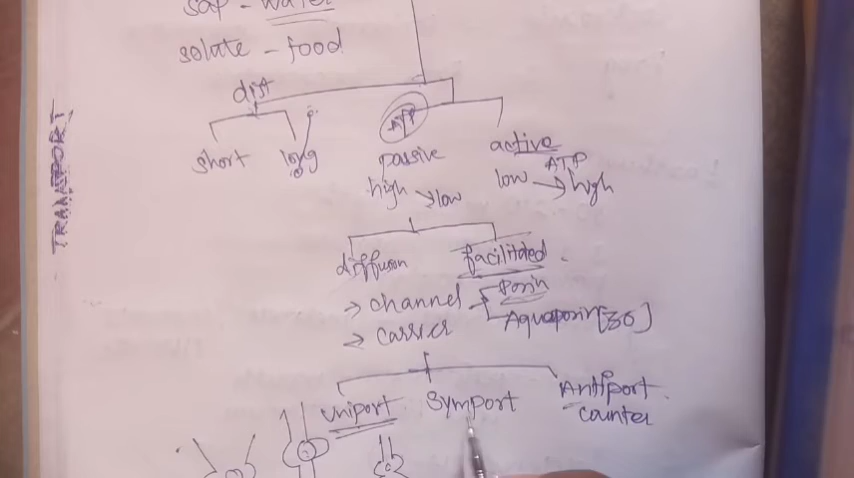 sap - water
solate - food
dist
ATP
short long passive active
ATP
high → low low → high
diffusion facilitated.
→ channel Porin
→ carrier Aquaporin [30]
Uniport Symport Antiport
counter
TRANSPORT